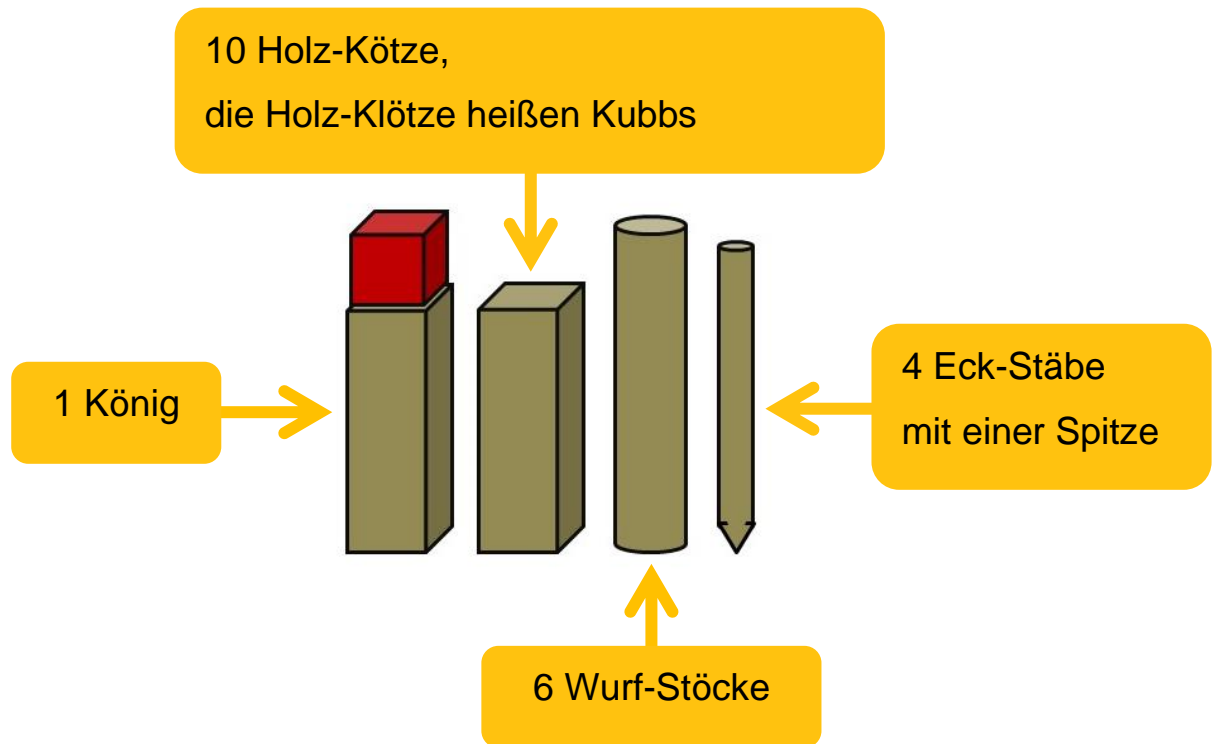 10 Holz-Kötze,
die Holz-Klötze heißen Kubbs
1 König
4 Eck-Stäbe
mit einer Spitze
6 Wurf-Stöcke